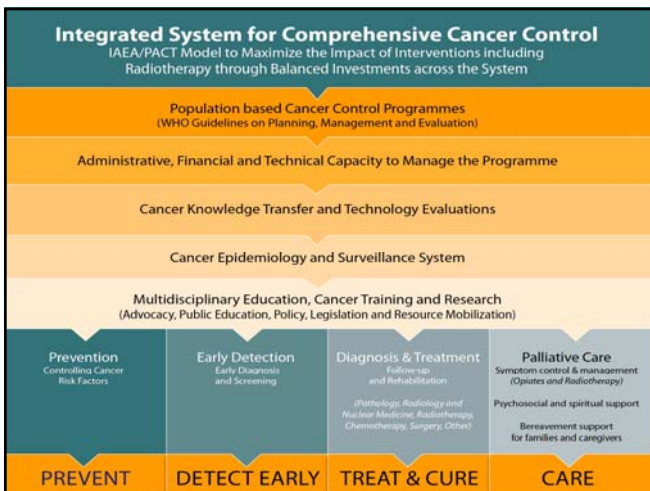 Integrated System for Comprehensive Cancer Control
IAEA/PACT Model to Maximize the Impact of Interventions including
Radiotherapy through Balanced Investments across the System
Population based Cancer Control Programmes
(WHO Guidelines on Planning, Management and Evaluation)
Administrative, Financial and Technical Capacity to Manage the Programme
Cancer Knowledge Transfer and Technology Evaluations
Cancer Epidemiology and Surveillance System
Multidisciplinary Education, Cancer Training and Research
(Advocacy, Public Education, Policy, Legislation and Resource Mobilization)
Prevention
Controlling Cancer
Risk Factors
PREVENT
Early Detection
Early Diagnosis
and Screening
DETECT EARLY
Diagnosis & Treatment
Follow-up
and Rehabilitation
(Pathology, Radiology and
Nuclear Medicine, Radiotherapy,
Chemotherapy, Surgery, Other)
TREAT & CURE
Palliative Care
Symptom control & management
(Opiates and Radiotherapy)
Psychosocial and spiritual support
Bereavement support
for families and caregivers
CARE